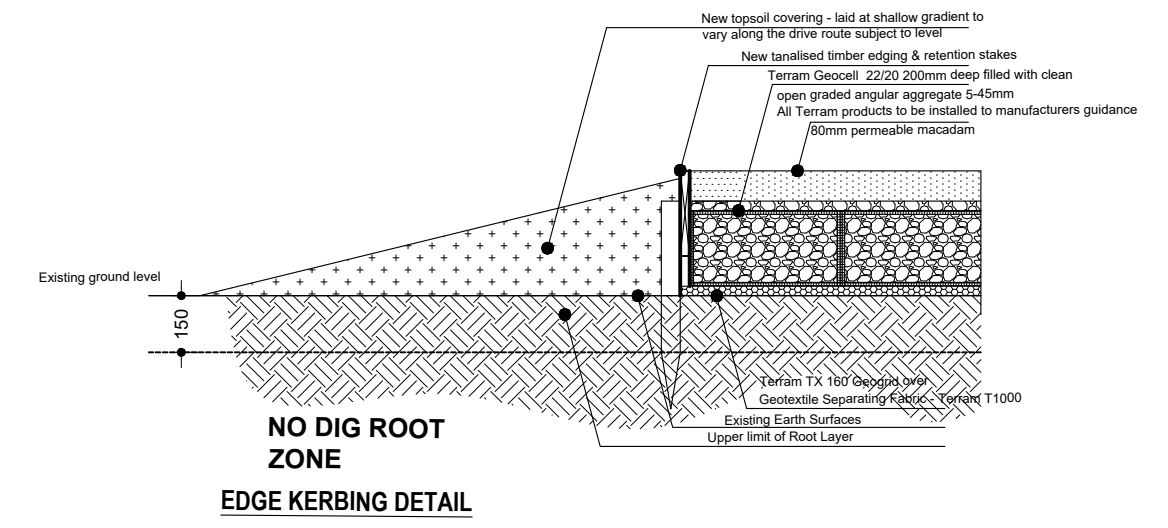 New topsoil covering - laid at shallow gradient to
vary along the drive route subject to level
New tanalised timber edging & retention stakes
Terram Geocell 22/20 200mm deep filled with clean
open graded angular aggregate 5-45mm
All Terram products to be installed to manufacturers guidance
80mm permeable macadam
Existing ground level
150
Terram TX 160 Geogrid over
Geotextile Separating Fabric - Terram T1000
Existing Earth Surfaces
Upper limit of Root Layer
NO DIG ROOT
ZONE
EDGE KERBING DETAIL